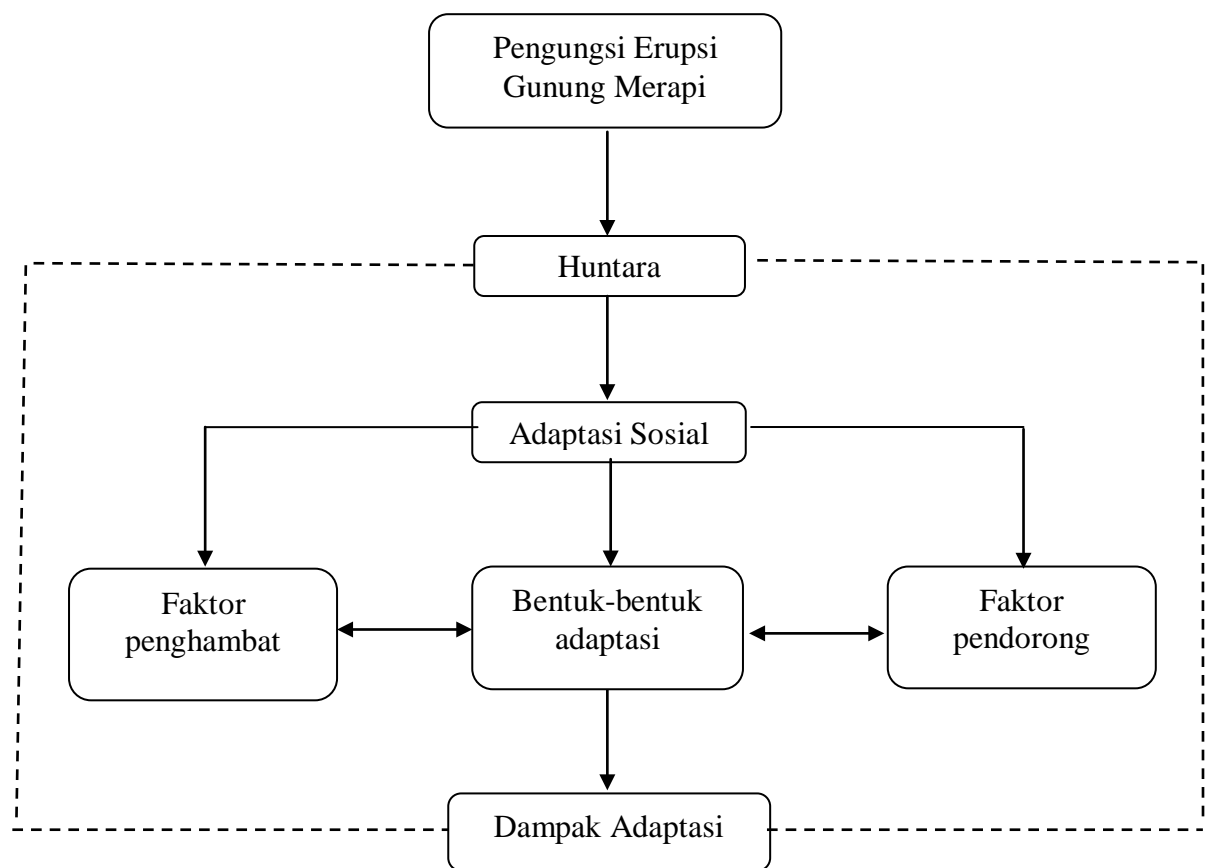 Pengungsi Erupsi
Gunung Merapi
Huntara
Adaptasi Sosial
Faktor
penghambat
Bentuk-bentuk
adaptasi
Faktor
pendorong
Dampak Adaptasi